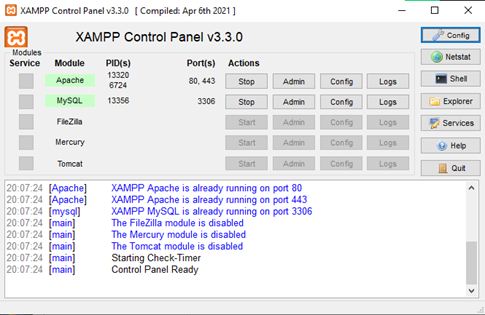 XAMPP Control Panel v3.3.0 [ Compiled: Apr 6th 2021 ]
XAMPP Control Panel v3.3.0
Config
Modules
Service Module PID(s) Port(s) Actions
Netstat
Apache 13320 6724 80, 443 Stop Admin Config Logs
Shell
MySQL 13356 3306 Stop Admin Config Logs
Explorer
FileZilla Start Admin Config Logs
Services
Mercury Start Admin Config Logs
Help
Tomcat Start Admin Config Logs
Quit
20:07:24 [Apache] XAMPP Apache is already running on port 80
20:07:24 [Apache] XAMPP Apache is already running on port 443
20:07:24 [mysql] XAMPP MySQL is already running on port 3306
20:07:24 [main] The FileZilla module is disabled
20:07:24 [main] The Mercury module is disabled
20:07:24 [main] The Tomcat module is disabled
20:07:24 [main] Starting Check-Timer
20:07:24 [main] Control Panel Ready